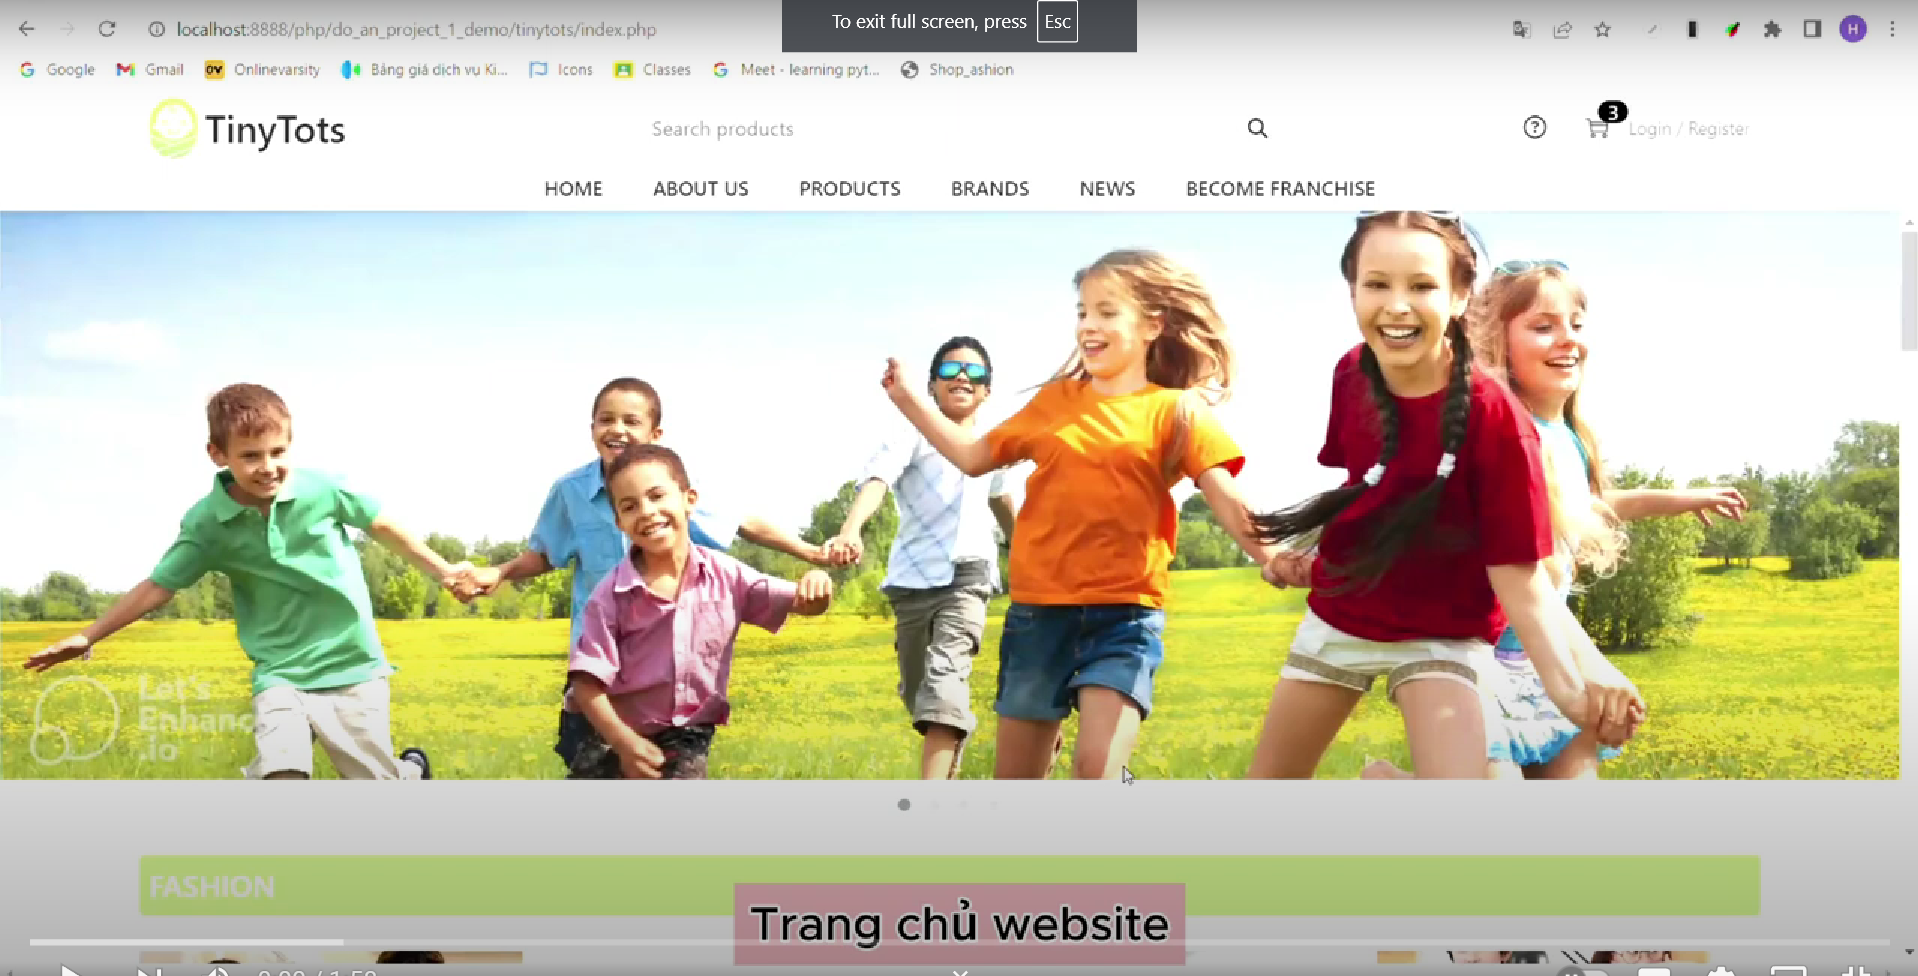 To exit full screen, press Esc
localhost:8888/php/do_an_project_1_demo/tinytots/index.php
H
Google Gmail Onlinevarsity Bảng giá dịch vụ Ki... Icons Classes Meet - learning pyt... Shop_ashion
TinyTots
Search products
3
Login / Register
HOME ABOUT US PRODUCTS BRANDS NEWS BECOME FRANCHISE
Let's
Enhance
.io
FASHION
Trang chủ website